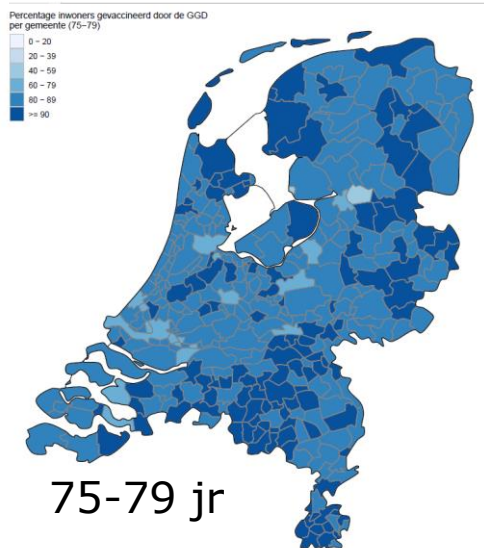 Percentage inwoners gevaccineerd door de GGD
per gemeente (75–79)
0 – 20
20 – 39
40 – 59
60 – 79
80 – 89
>= 90
75-79 jr